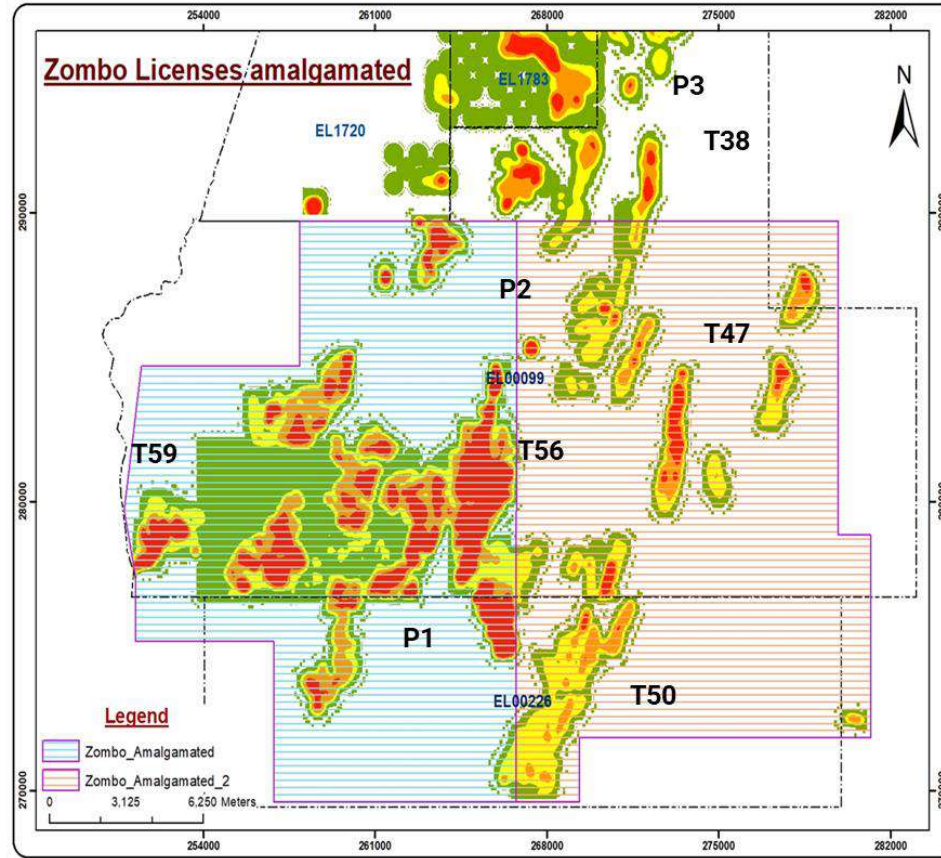 254000 261000 268000 275000 282000
Zombo Licenses amalgamated
EL1783
P3
N
EL1720
T38
290000
P2
T47
EL00099
T59
T56
280000
P1
EL00226
T50
Legend
Zombo_Amalgamated
Zombo_Amalgamated_2
0 3,125 6,250 Meters
270000
254000 261000 268000 275000 282000